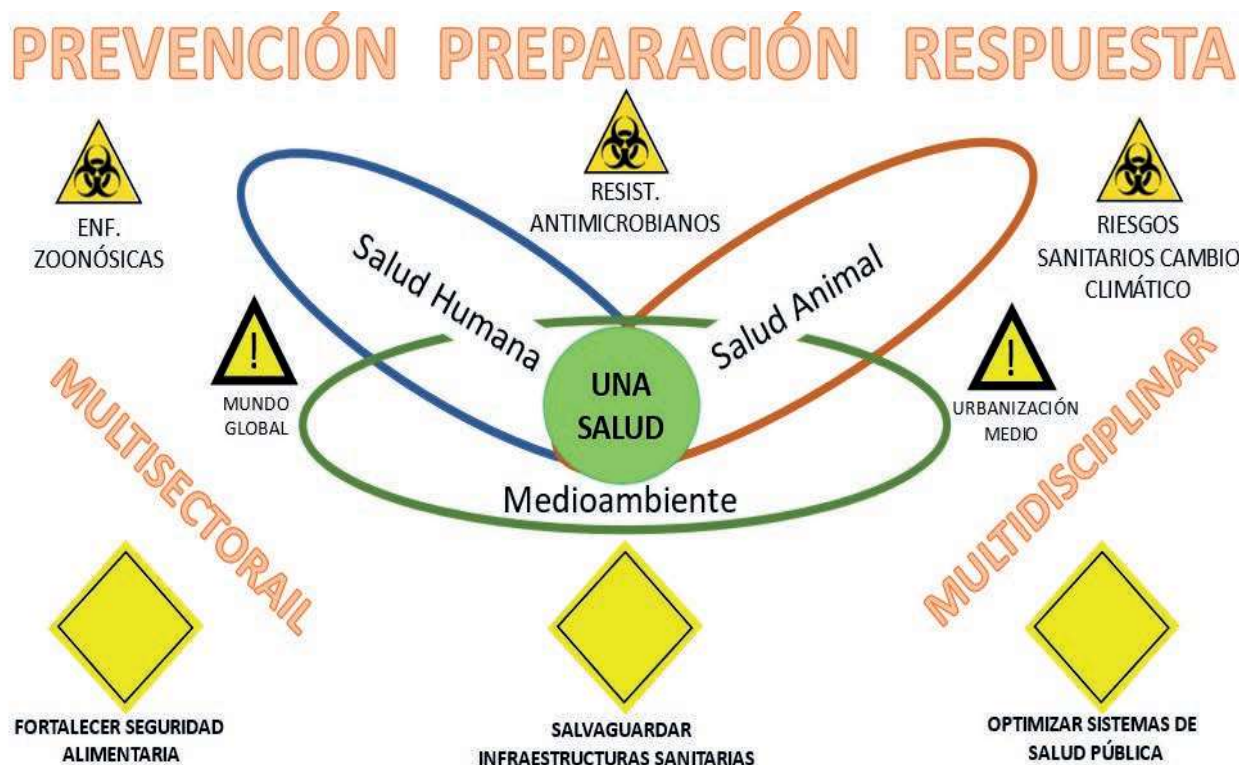 PREVENCIÓN PREPARACIÓN RESPUESTA
ENF.
ZOONÓSICAS
RESIST.
ANTIMICROBIANOS
RIESGOS
SANITARIOS CAMBIO
CLIMÁTICO
Salud Humana
Salud Animal
!
MUNDO
GLOBAL
UNA
SALUD
!
URBANIZACIÓN
MEDIO
Medioambiente
MULTISECTORAIL
MULTIDISCIPLINAR
FORTALECER SEGURIDAD
ALIMENTARIA
SALVAGUARDAR
INFRAESTRUCTURAS SANITARIAS
OPTIMIZAR SISTEMAS DE
SALUD PÚBLICA